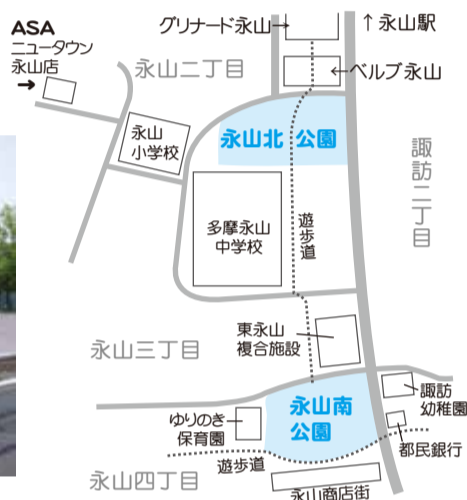 グリナード永山→
↑永山駅
ASA
ニュータウン
永山店
→
永山二丁目
←ベルブ永山
永山
小学校
永山北公園
諏訪二丁目
多摩永山
中学校
遊歩道
東永山
複合施設
永山三丁目
諏訪
幼稚園
永山南
公園
ゆりのき
保育園
都民銀行
遊歩道
永山四丁目
永山商店街